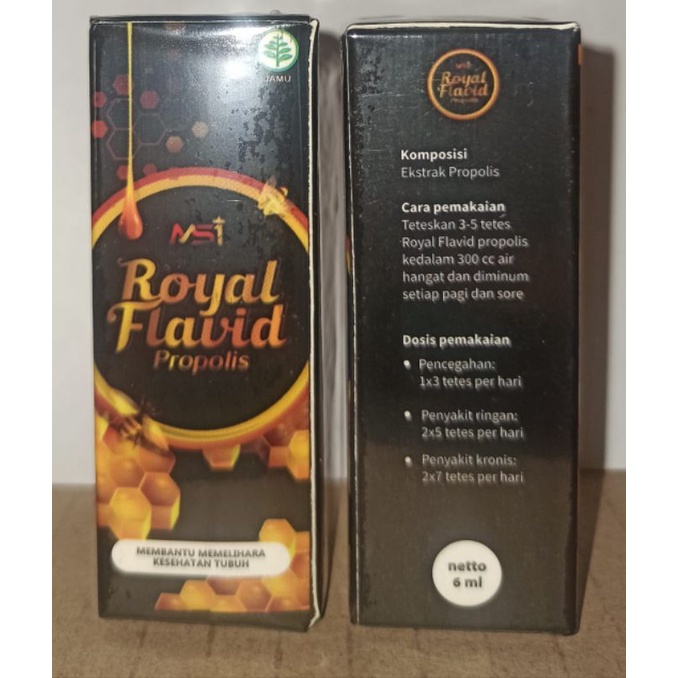 JAMU
MSI
Royal
Flavid
Propolis
MEMBANTU MEMELIHARA
KESEHATAN TUBUH
MSI
Royal
Flavid
Propolis
Komposisi
Ekstrak Propolis
Cara pemakaian
Teteskan 3-5 tetes
Royal Flavid propolis
kedalam 300 cc air
hangat dan diminum
setiap pagi dan sore
Dosis pemakaian
• Pencegahan:
1x3 tetes per hari
• Penyakit ringan:
2x5 tetes per hari
• Penyakit kronis:
2x7 tetes per hari
netto
6 ml